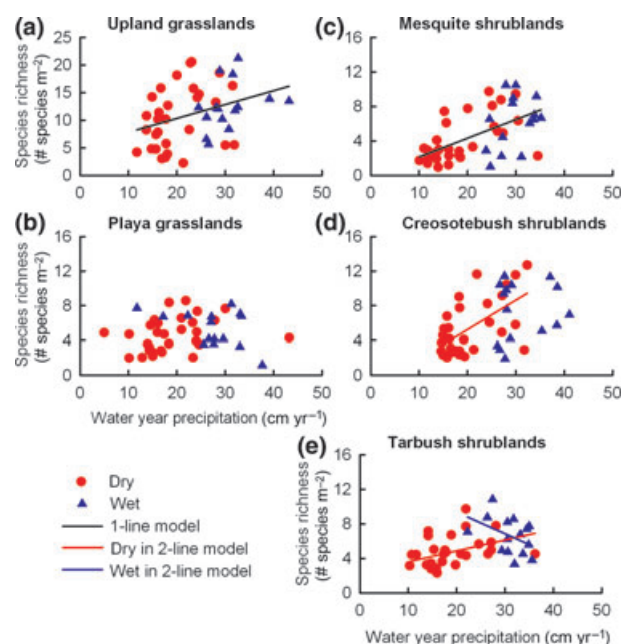 (a) Upland grasslands
Species richness
(# species m⁻²)
25
20
15
10
5
0
0 10 20 30 40 50
(c) Mesquite shrublands
16
12
8
4
0
0 10 20 30 40 50
(b) Playa grasslands
Species richness
(# species m⁻²)
16
12
8
4
0
0 10 20 30 40 50
Water year precipitation (cm yr⁻¹)
(d) Creosotebush shrublands
16
12
8
4
0
0 10 20 30 40 50
Dry
Wet
1-line model
Dry in 2-line model
Wet in 2-line model
(e) Tarbush shrublands
Species richness
(# species m⁻²)
16
12
8
4
0
0 10 20 30 40 50
Water year precipitation (cm yr⁻¹)